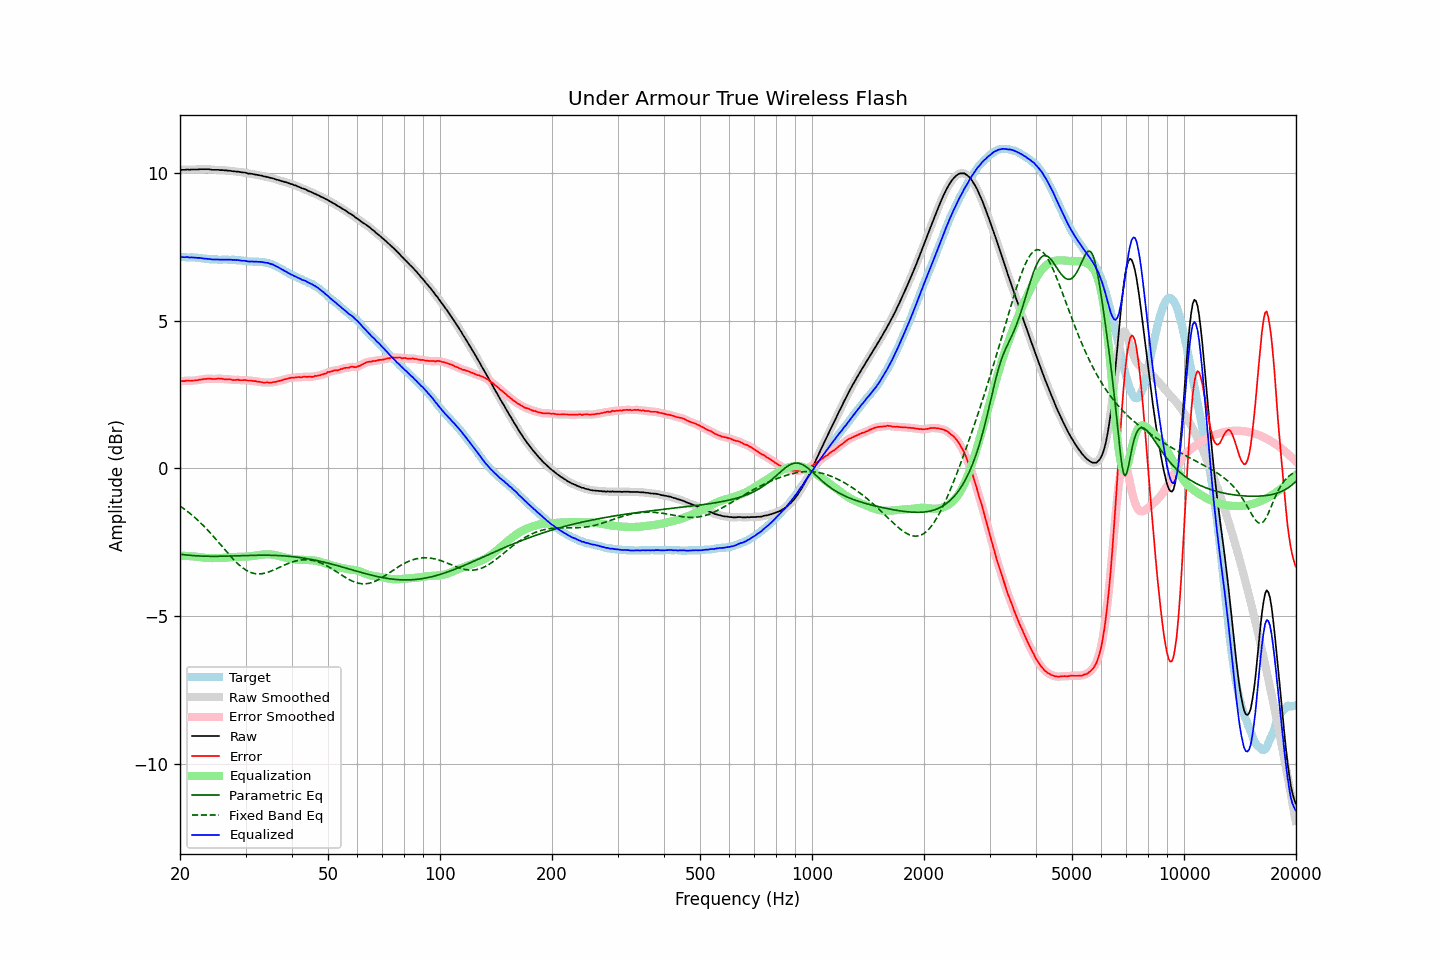 Under Armour True Wireless Flash
Amplitude (dBr)
10
5
0
−5
−10
Target
Raw Smoothed
Error Smoothed
Raw
Error
Equalization
Parametric Eq
Fixed Band Eq
Equalized
20 50 100 200 500 1000 2000 5000 10000 20000
Frequency (Hz)